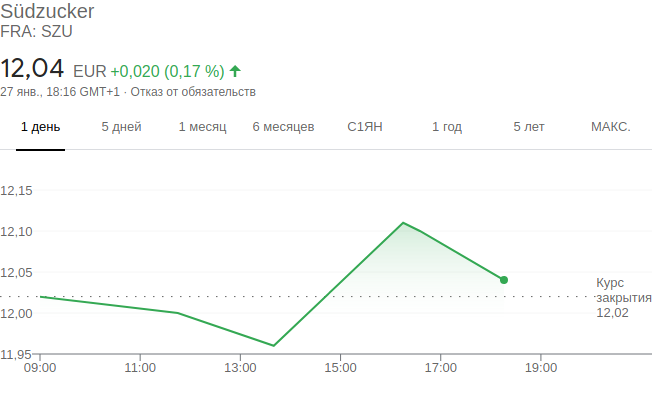 Südzucker
FRA: SZU
12,04 EUR +0,020 (0,17 %)
27 янв., 18:16 GMT+1 · Отказ от обязательств
1 день 5 дней 1 месяц 6 месяцев С1ЯН 1 год 5 лет МАКС.
12,15
12,10
12,05
Курс
закрытия
12,02
12,00
11,95
09:00 11:00 13:00 15:00 17:00 19:00